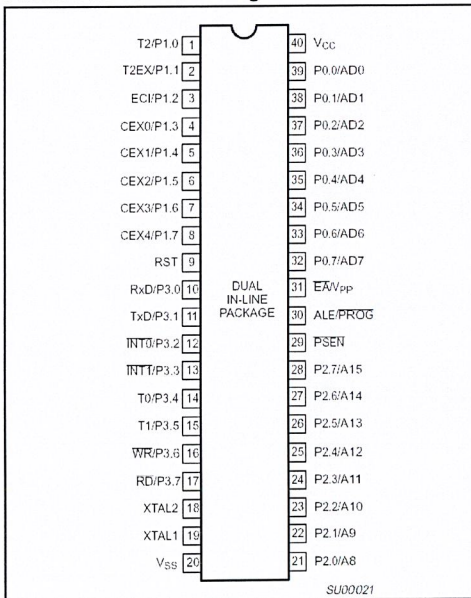 T2/P1.0 1
T2EX/P1.1 2
ECI/P1.2 3
CEX0/P1.3 4
CEX1/P1.4 5
CEX2/P1.5 6
CEX3/P1.6 7
CEX4/P1.7 8
RST 9
RxD/P3.0 10
TxD/P3.1 11
INT0/P3.2 12
INT1/P3.3 13
T0/P3.4 14
T1/P3.5 15
WR/P3.6 16
RD/P3.7 17
XTAL2 18
XTAL1 19
VSS 20
DUAL
IN-LINE
PACKAGE
40 VCC
39 P0.0/AD0
38 P0.1/AD1
37 P0.2/AD2
36 P0.3/AD3
35 P0.4/AD4
34 P0.5/AD5
33 P0.6/AD6
32 P0.7/AD7
31 EA/VPP
30 ALE/PROG
29 PSEN
28 P2.7/A15
27 P2.6/A14
26 P2.5/A13
25 P2.4/A12
24 P2.3/A11
23 P2.2/A10
22 P2.1/A9
21 P2.0/A8
SU00021